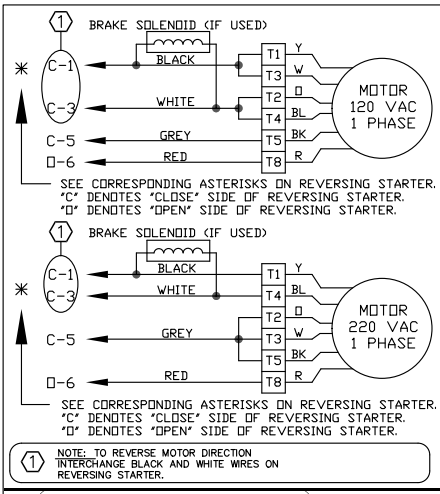 1 BRAKE SOLENOID (IF USED)
* C-1 BLACK T1 Y
T3 W
C-3 WHITE T2 O
T4 BL
MOTOR
120 VAC
1 PHASE
C-5 GREY T5 BK
O-6 RED T8 R
SEE CORRESPONDING ASTERISKS ON REVERSING STARTER.
"C" DENOTES "CLOSE" SIDE OF REVERSING STARTER.
"O" DENOTES "OPEN" SIDE OF REVERSING STARTER.
1 BRAKE SOLENOID (IF USED)
C-1 BLACK T1 Y
* C-3 WHITE T4 BL
T2 O
C-5 GREY T3 W
T5 BK
MOTOR
220 VAC
1 PHASE
O-6 RED T8 R
SEE CORRESPONDING ASTERISKS ON REVERSING STARTER.
"C" DENOTES "CLOSE" SIDE OF REVERSING STARTER.
"O" DENOTES "OPEN" SIDE OF REVERSING STARTER.
1 NOTE: TO REVERSE MOTOR DIRECTION
INTERCHANGE BLACK AND WHITE WIRES ON
REVERSING STARTER.